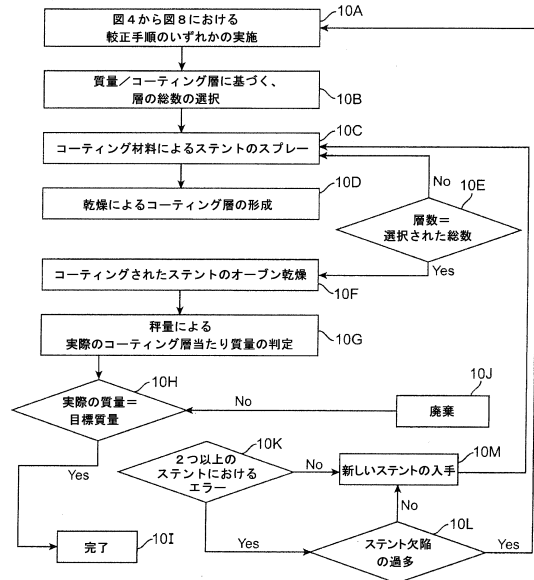 図４から図８における
較正手順のいずれかの実施
10A
質量／コーティング層に基づく、
層の総数の選択
10B
コーティング材料によるステントのスプレー
10C
乾燥によるコーティング層の形成
10D
No
10E
層数＝
選択された総数
Yes
コーティングされたステントのオーブン乾燥
10F
秤量による
実際のコーティング層当たり質量の判定
10G
実際の質量＝
目標質量
10H
No
10J
廃棄
Yes
10K
２つ以上の
ステントにおける
エラー
No
新しいステントの入手
10M
No
完了
10I
Yes
ステント欠陥
の過多
10L
Yes